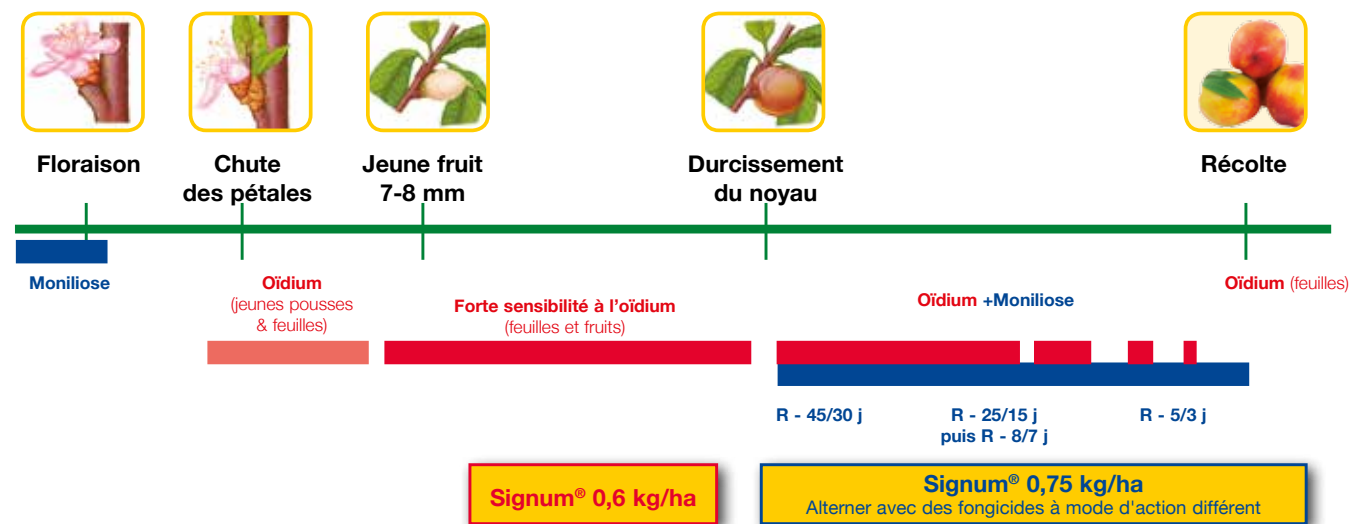 Floraison
Chute
des pétales
Jeune fruit
7-8 mm
Durcissement
du noyau
Récolte
Moniliose
Oïdium
(jeunes pousses
& feuilles)
Forte sensibilité à l'oïdium
(feuilles et fruits)
Oïdium +Moniliose
Oïdium (feuilles)
R - 45/30 j
R - 25/15 j
puis R - 8/7 j
R - 5/3 j
Signum® 0,6 kg/ha
Signum® 0,75 kg/ha
Alterner avec des fongicides à mode d'action différent